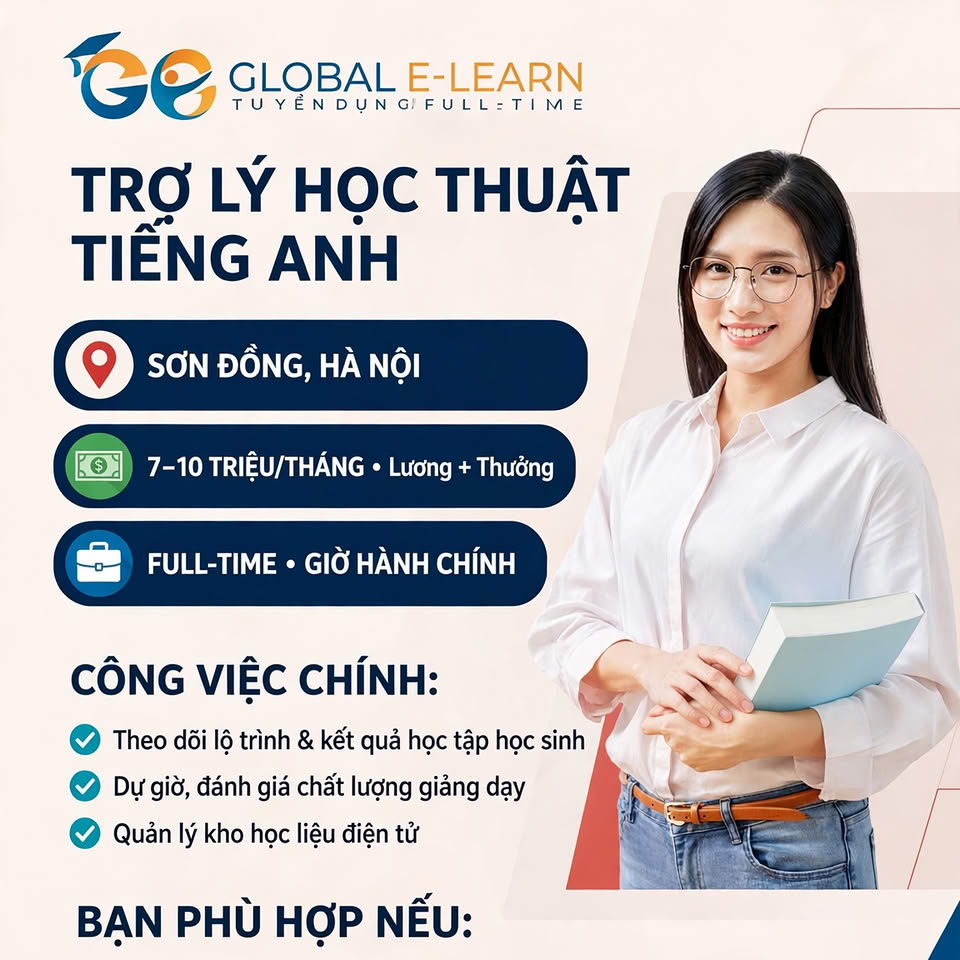 GLOBAL E-LEARN
TUYỂN DỤNG FULL-TIME
TRỢ LÝ HỌC THUẬT
TIẾNG ANH
SƠN ĐỒNG, HÀ NỘI
7–10 TRIỆU/THÁNG • Lương + Thưởng
FULL-TIME • GIỜ HÀNH CHÍNH
CÔNG VIỆC CHÍNH:
Theo dõi lộ trình & kết quả học tập học sinh
Dự giờ, đánh giá chất lượng giảng dạy
Quản lý kho học liệu điện tử
BẠN PHÙ HỢP NẾU: